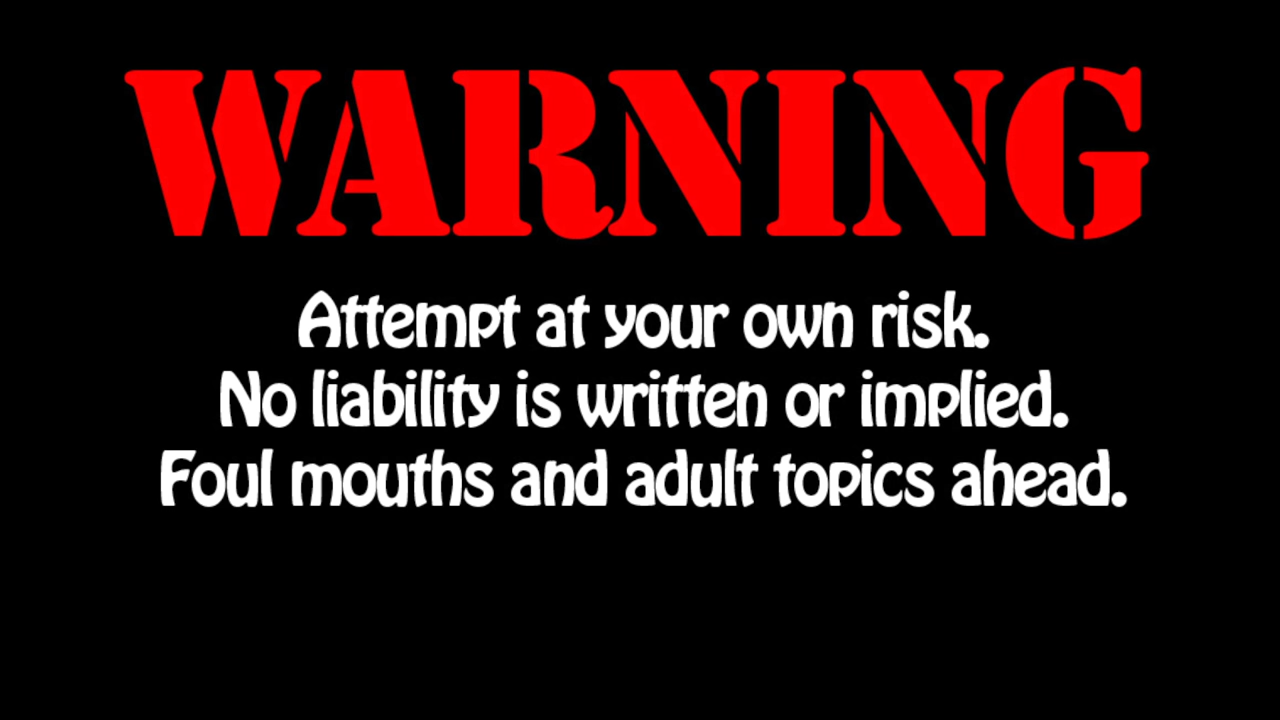 WARNING
Attempt at your own risk.
No liability is written or implied.
Foul mouths and adult topics ahead.